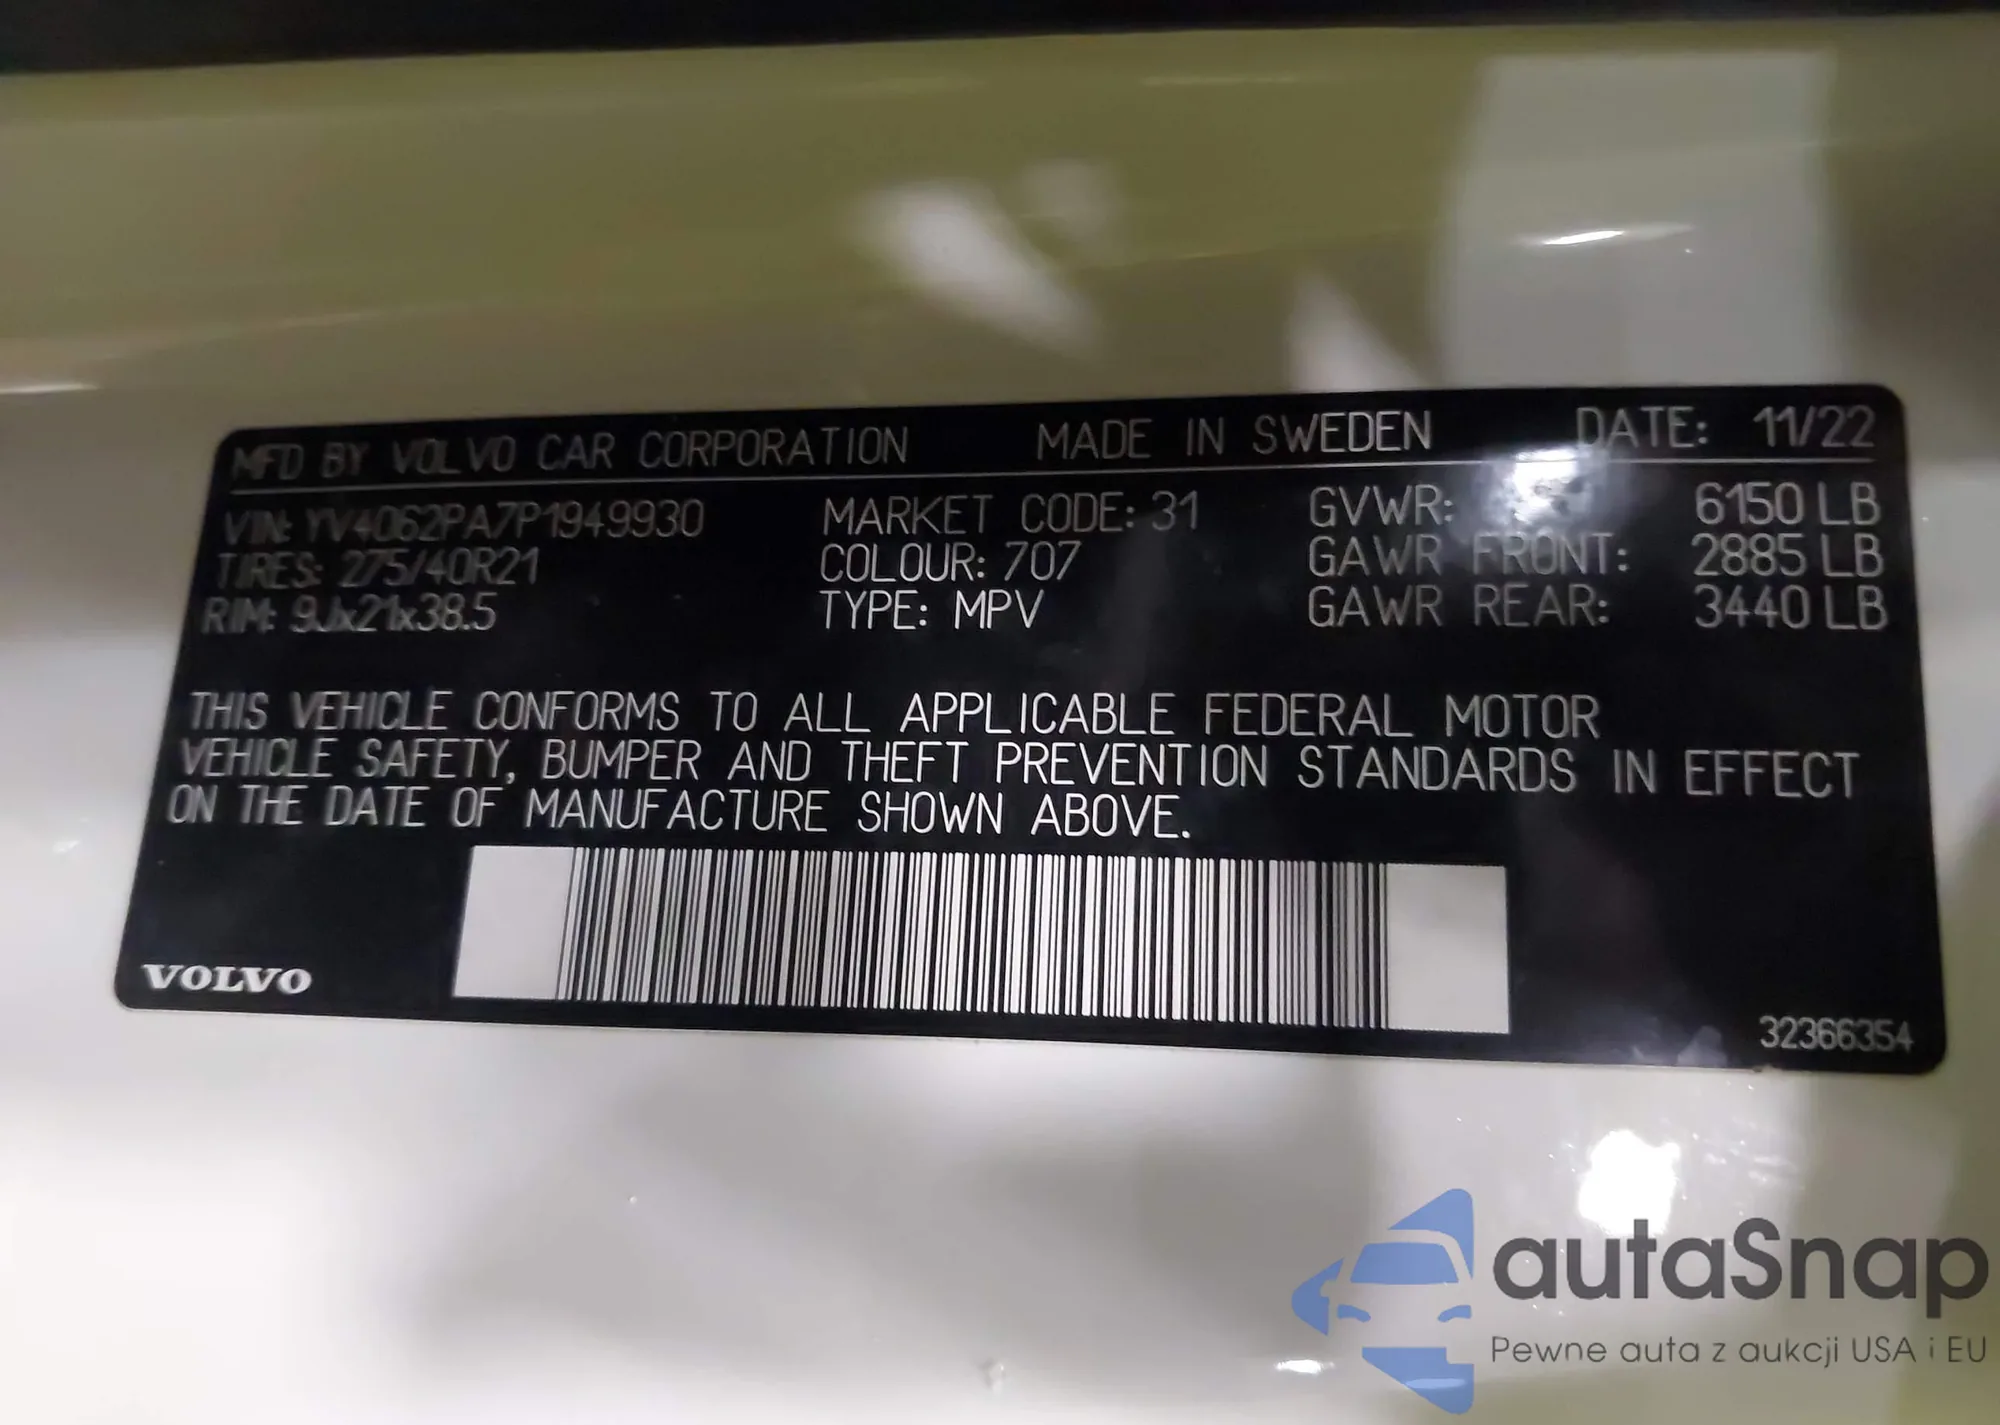 MFD BY VOLVO CAR CORPORATION MADE IN SWEDEN DATE: 11/22
VIN: YV4062PA7P1949930 MARKET CODE: 31 GVWR: 6150 LB
TIRES: 275/40R21 COLOUR: 707 GAWR FRONT: 2885 LB
RIM: 9Jx21x38.5 TYPE: MPV GAWR REAR: 3440 LB
THIS VEHICLE CONFORMS TO ALL APPLICABLE FEDERAL MOTOR
VEHICLE SAFETY, BUMPER AND THEFT PREVENTION STANDARDS IN EFFECT
ON THE DATE OF MANUFACTURE SHOWN ABOVE.
VOLVO
32366354
autaSnap
Pewne auta z aukcji USA i EU